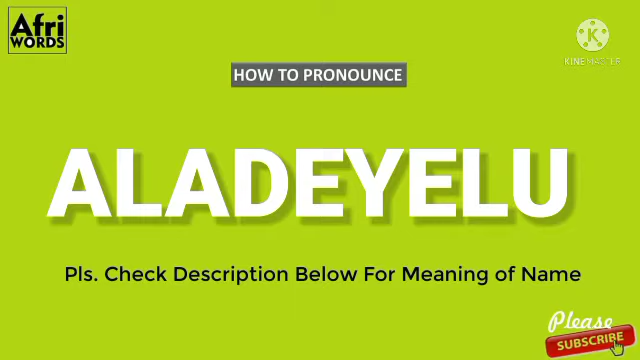 Afri
WORDS
KINEMASTER
HOW TO PRONOUNCE
ALADEYELU
Pls. Check Description Below For Meaning of Name
Please
SUBSCRIBE